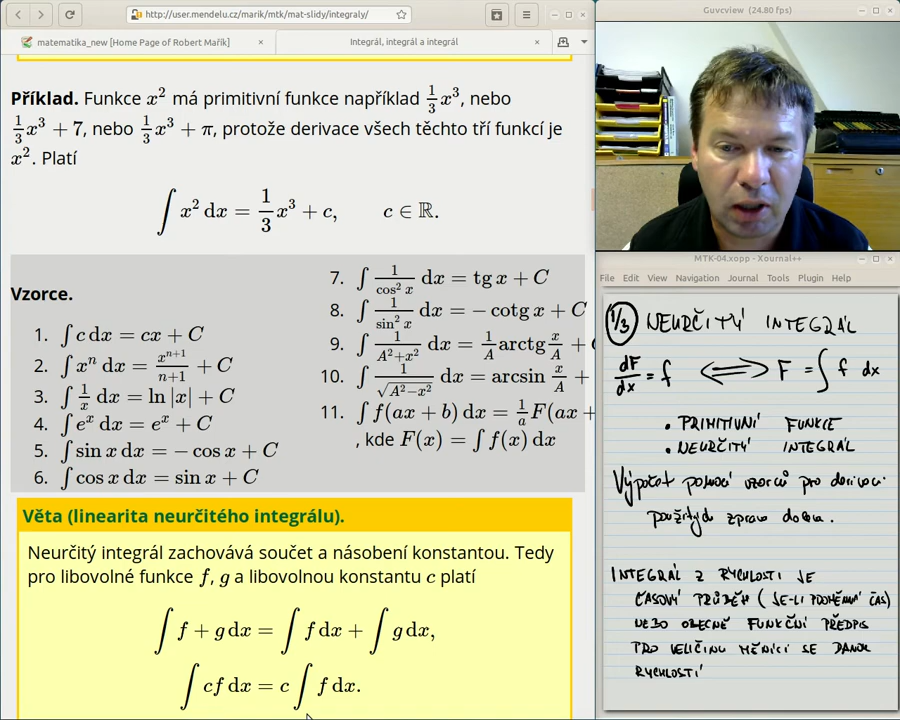 http://user.mendelu.cz/marik/mtk/mat-slidy/integraly/
matematika_new [Home Page of Robert Mařík]
Integrál, integrál a integrál
Příklad. Funkce x² má primitivní funkce například 1/3 x³, nebo
1/3 x³ + 7, nebo 1/3 x³ + π, protože derivace všech těchto tří funkcí je
x². Platí
∫ x² dx = 1/3 x³ + c, c ∈ ℝ.
Vzorce.
1. ∫ c dx = cx + C
2. ∫ xⁿ dx = xⁿ⁺¹/(n+1) + C
3. ∫ 1/x dx = ln |x| + C
4. ∫ eˣ dx = eˣ + C
5. ∫ sin x dx = − cos x + C
6. ∫ cos x dx = sin x + C
7. ∫ 1/cos² x dx = tg x + C
8. ∫ 1/sin² x dx = − cotg x + C
9. ∫ 1/(A²+x²) dx = 1/A arctg x/A +
10. ∫ 1/√(A²−x²) dx = arcsin x/A +
11. ∫ f(ax + b) dx = 1/a F(ax +
, kde F(x) = ∫ f(x) dx
Věta (linearita neurčitého integrálu).
Neurčitý integrál zachovává součet a násobení konstantou. Tedy
pro libovolné funkce f, g a libovolnou konstantu c platí
∫ f + g dx = ∫ f dx + ∫ g dx,
∫ cf dx = c ∫ f dx.
Guvcview (24.80 fps)
MTK-04.xopp - Xournal++
File Edit View Navigation Journal Tools Plugin Help
1/3 NEURČITÝ INTEGRÁL
dF/dx = f ⟺ F = ∫ f dx
• PRIMITIVNÍ FUNKCE
• NEURČITÝ INTEGRÁL
Výpočet pomocí vzorců pro derivaci
použitých zprava doleva.
INTEGRÁL Z RYCHLOSTI JE
ČASOVÝ PRŮBĚH (JE-LI PROMĚNNÁ ČAS)
NEBO OBECNĚ FUNKČNÍ PŘEDPIS
PRO VELIČINU MĚNÍCÍ SE DANOU
RYCHLOSTÍ